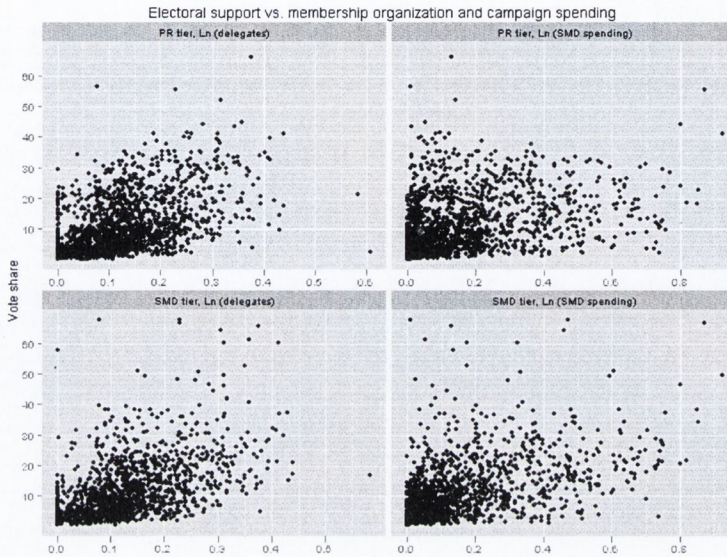 Electoral support vs. membership organization and campaign spending
PR tier, Ln (delegates)
PR tier, Ln (SMD spending)
60
50
40
30
20
10
0.0 0.1 0.2 0.3 0.4 0.5 0.6
0.0 0.2 0.4 0.6 0.8
Vote share
SMD tier, Ln (delegates)
SMD tier, Ln (SMD spending)
60
50
40
30
20
10
0.0 0.1 0.2 0.3 0.4 0.5 0.6
0.0 0.2 0.4 0.6 0.8